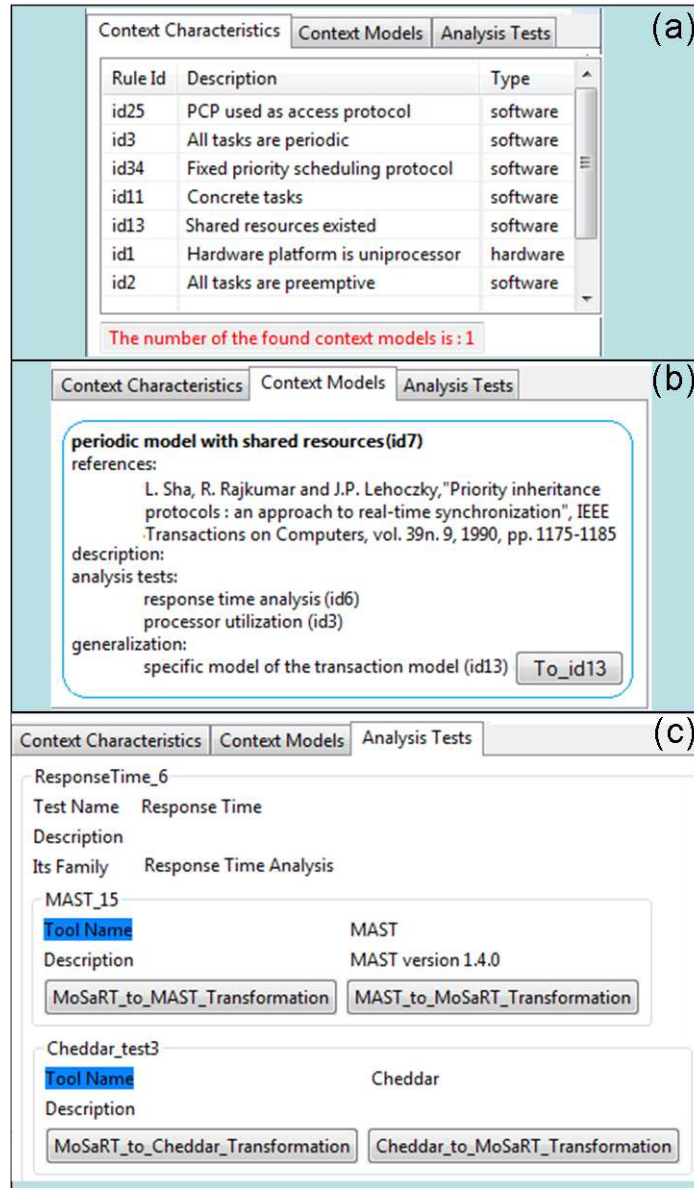 Context Characteristics Context Models Analysis Tests (a)
Rule Id Description Type
id25 PCP used as access protocol software
id3 All tasks are periodic software
id34 Fixed priority scheduling protocol software
id11 Concrete tasks software
id13 Shared resources existed software
id1 Hardware platform is uniprocessor hardware
id2 All tasks are preemptive software
The number of the found context models is : 1
Context Characteristics Context Models Analysis Tests (b)
periodic model with shared resources(id7)
references:
L. Sha, R. Rajkumar and J.P. Lehoczky,"Priority inheritance
protocols : an approach to real-time synchronization", IEEE
Transactions on Computers, vol. 39n. 9, 1990, pp. 1175-1185
description:
analysis tests:
response time analysis (id6)
processor utilization (id3)
generalization:
specific model of the transaction model (id13) To_id13
Context Characteristics Context Models Analysis Tests (c)
ResponseTime_6
Test Name Response Time
Description
Its Family Response Time Analysis
MAST_15
Tool Name MAST
Description MAST version 1.4.0
MoSaRT_to_MAST_Transformation MAST_to_MoSaRT_Transformation
Cheddar_test3
Tool Name Cheddar
Description
MoSaRT_to_Cheddar_Transformation Cheddar_to_MoSaRT_Transformation